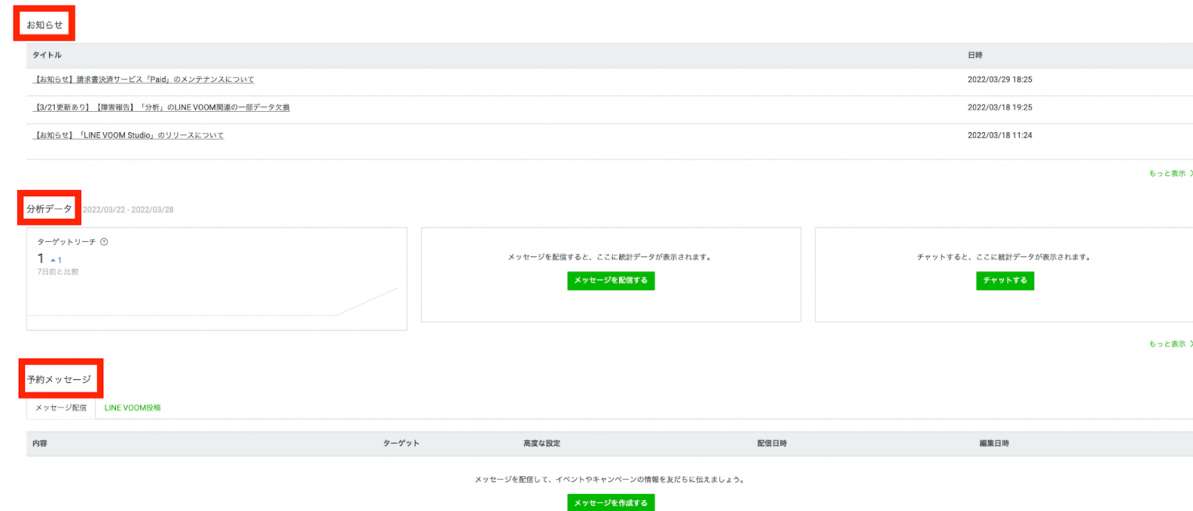 お知らせ
タイトル 日時
【お知らせ】請求書決済サービス「Paid」のメンテナンスについて 2022/03/29 18:25
【3/21更新あり】【障害報告】「分析」のLINE VOOM関連の一部データ欠損 2022/03/18 19:25
【お知らせ】「LINE VOOM Studio」のリリースについて 2022/03/18 11:24
もっと表示
分析データ 2022/03/22 - 2022/03/28
ターゲットリーチ ?
1 1
7日前と比較
メッセージを配信すると、ここに統計データが表示されます。
メッセージを配信する
チャットすると、ここに統計データが表示されます。
チャットする
もっと表示
予約メッセージ
メッセージ配信 LINE VOOM投稿
内容 ターゲット 高度な設定 配信日時 編集日時
メッセージを配信して、イベントやキャンペーンの情報を友だちに伝えましょう。
メッセージを作成する